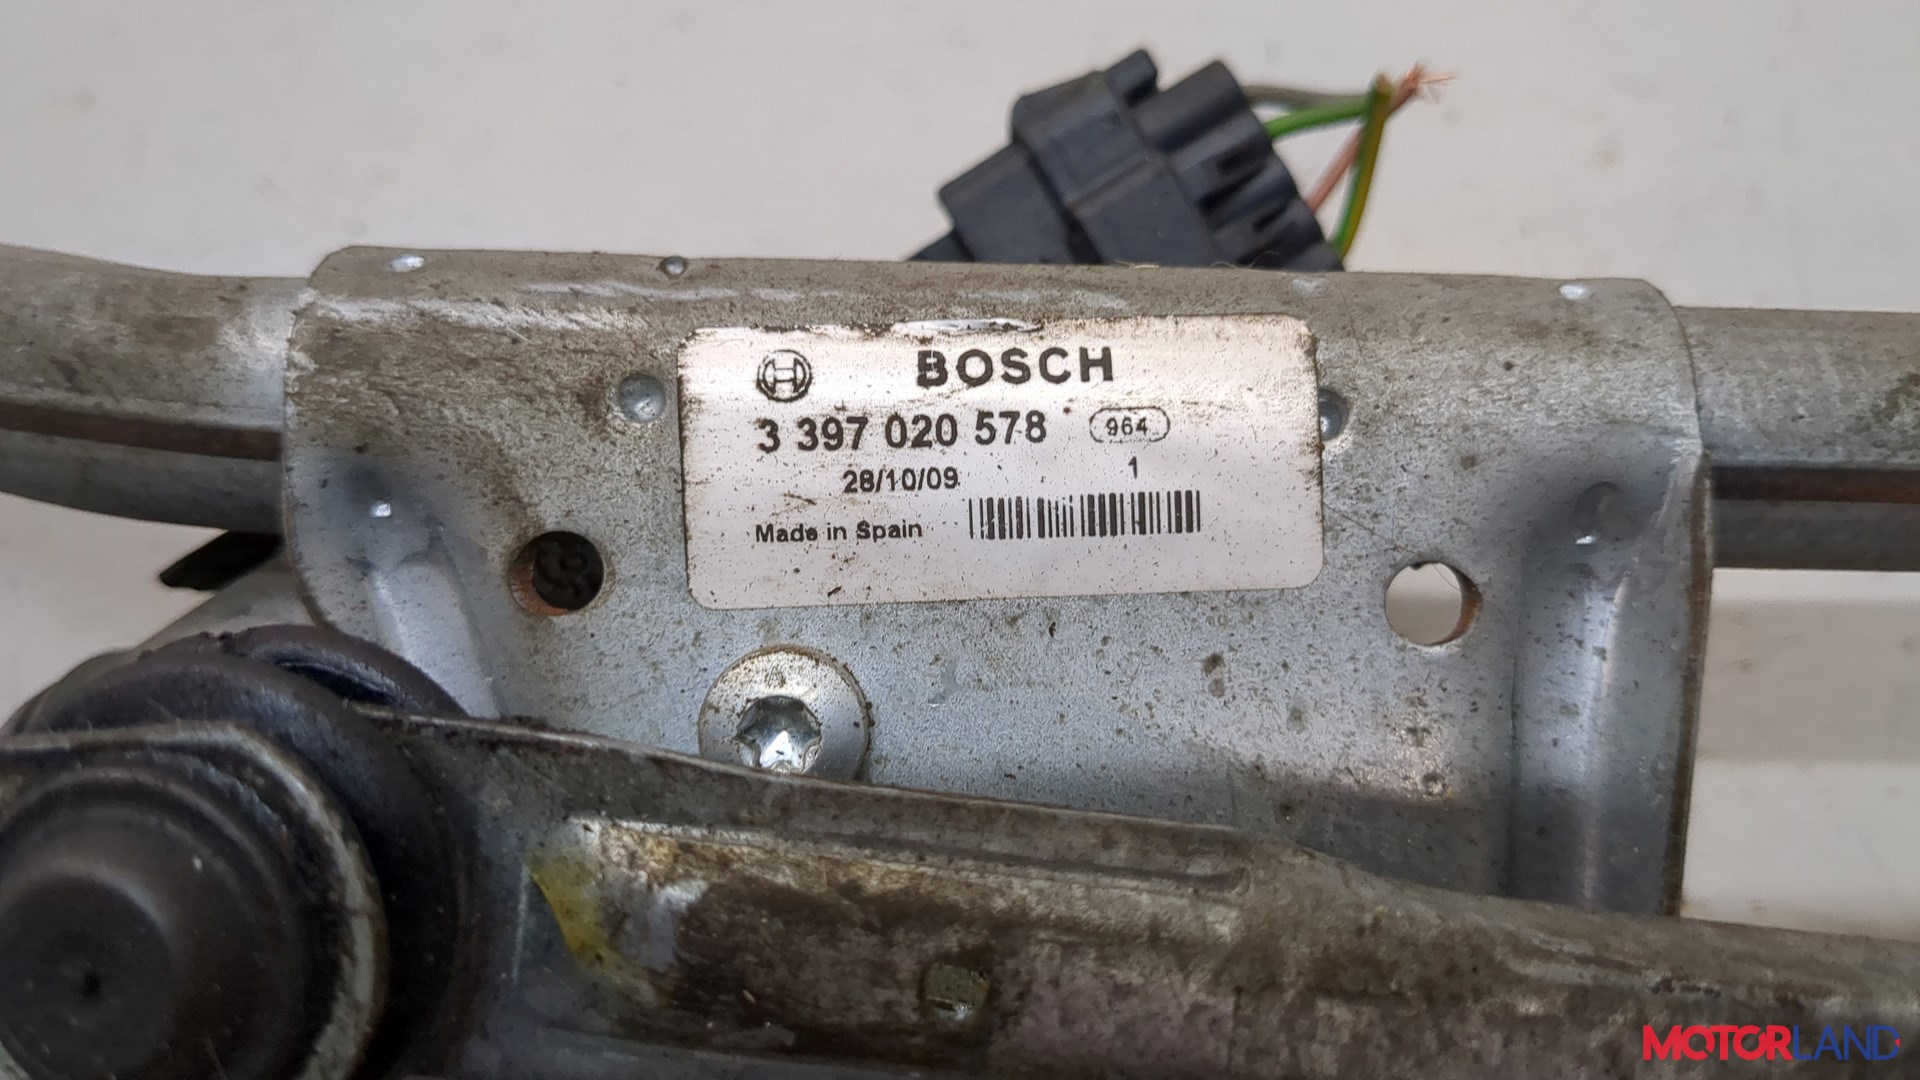 BOSCH
3 397 020 578 964
28/10/09 1
Made in Spain
MOTORLAND